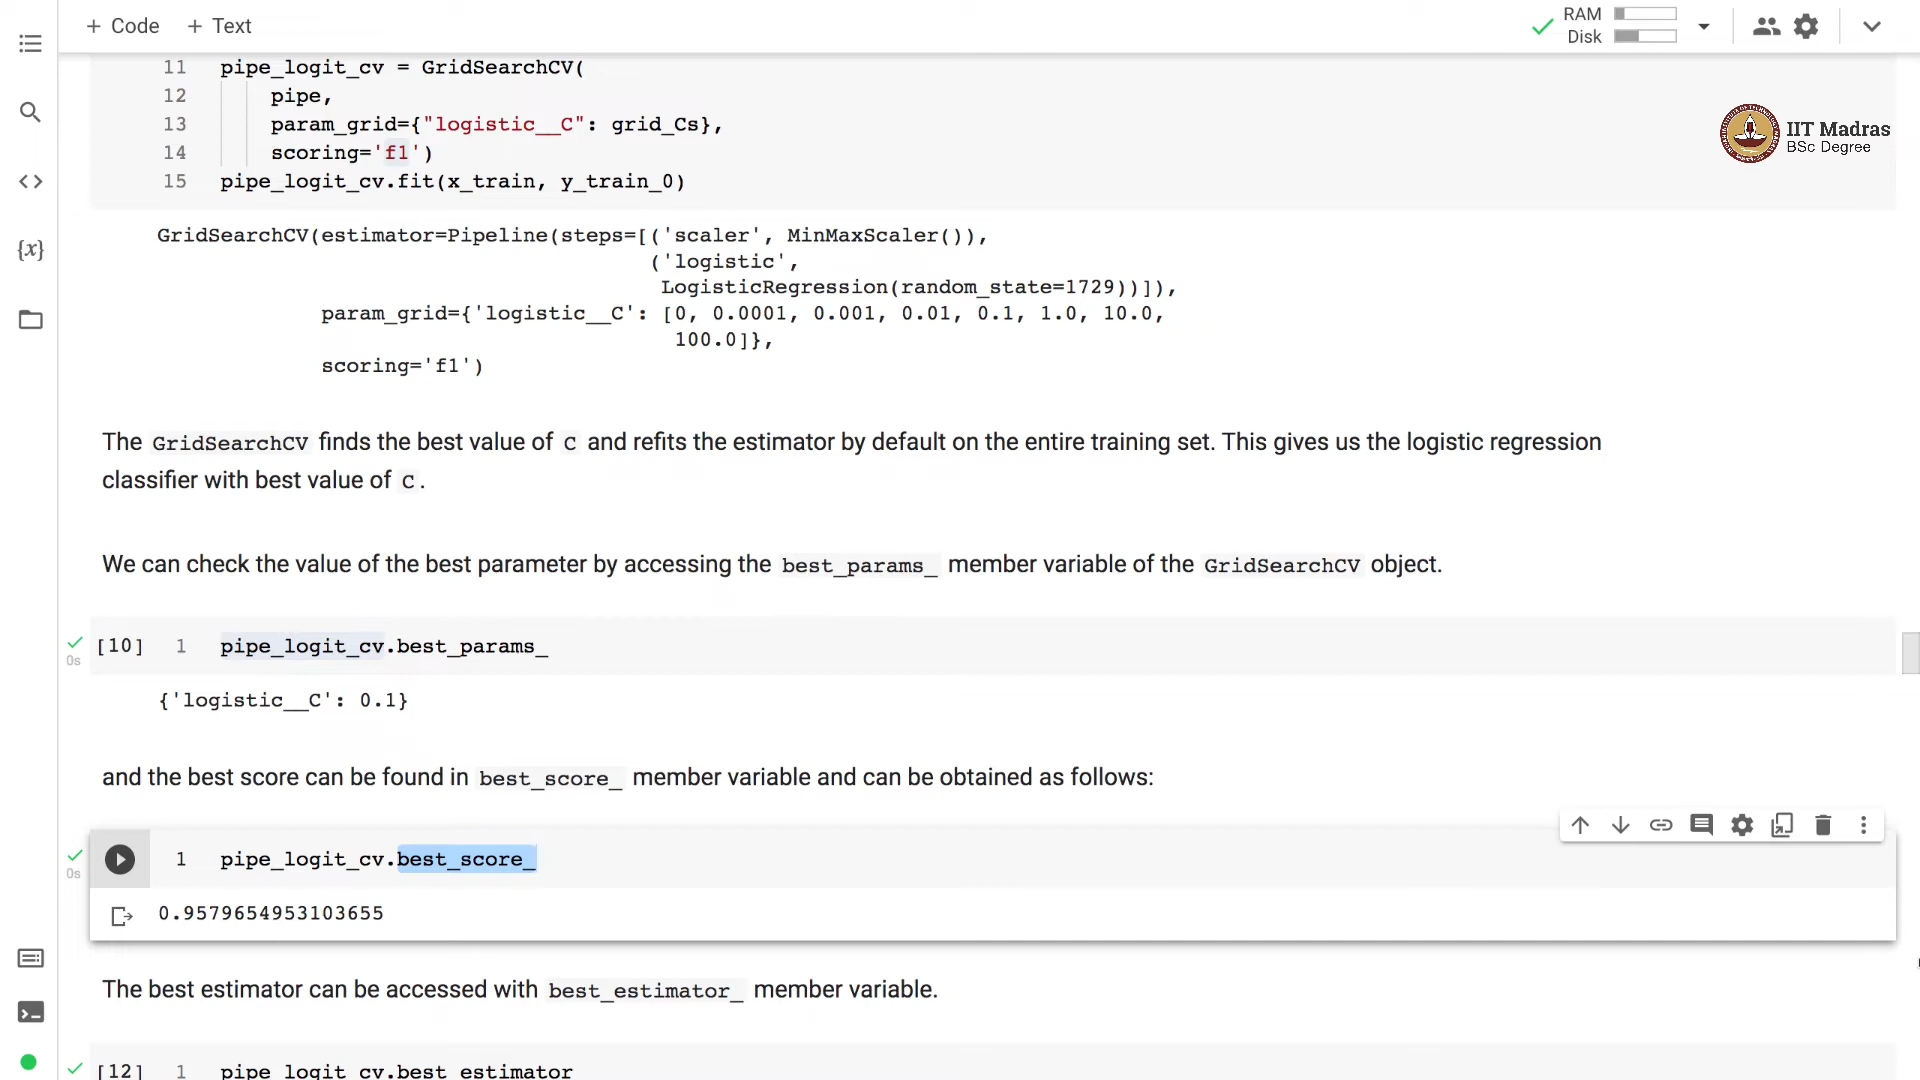 + Code + Text
RAM
Disk
11 pipe_logit_cv = GridSearchCV(
12 pipe,
13 param_grid={"logistic__C": grid_Cs},
14 scoring='f1')
15 pipe_logit_cv.fit(x_train, y_train_0)
IIT Madras
BSc Degree
{x}
GridSearchCV(estimator=Pipeline(steps=[('scaler', MinMaxScaler()),
('logistic',
LogisticRegression(random_state=1729))]),
param_grid={'logistic__C': [0, 0.0001, 0.001, 0.01, 0.1, 1.0, 10.0,
100.0]},
scoring='f1')
The GridSearchCV finds the best value of C and refits the estimator by default on the entire training set. This gives us the logistic regression
classifier with best value of C.
We can check the value of the best parameter by accessing the best_params_ member variable of the GridSearchCV object.
0s [10] 1 pipe_logit_cv.best_params_
{'logistic__C': 0.1}
and the best score can be found in best_score_ member variable and can be obtained as follows:
0s 1 pipe_logit_cv.best_score_
0.9579654953103655
The best estimator can be accessed with best_estimator_ member variable.
[12] 1 pipe_logit_cv.best_estimator_